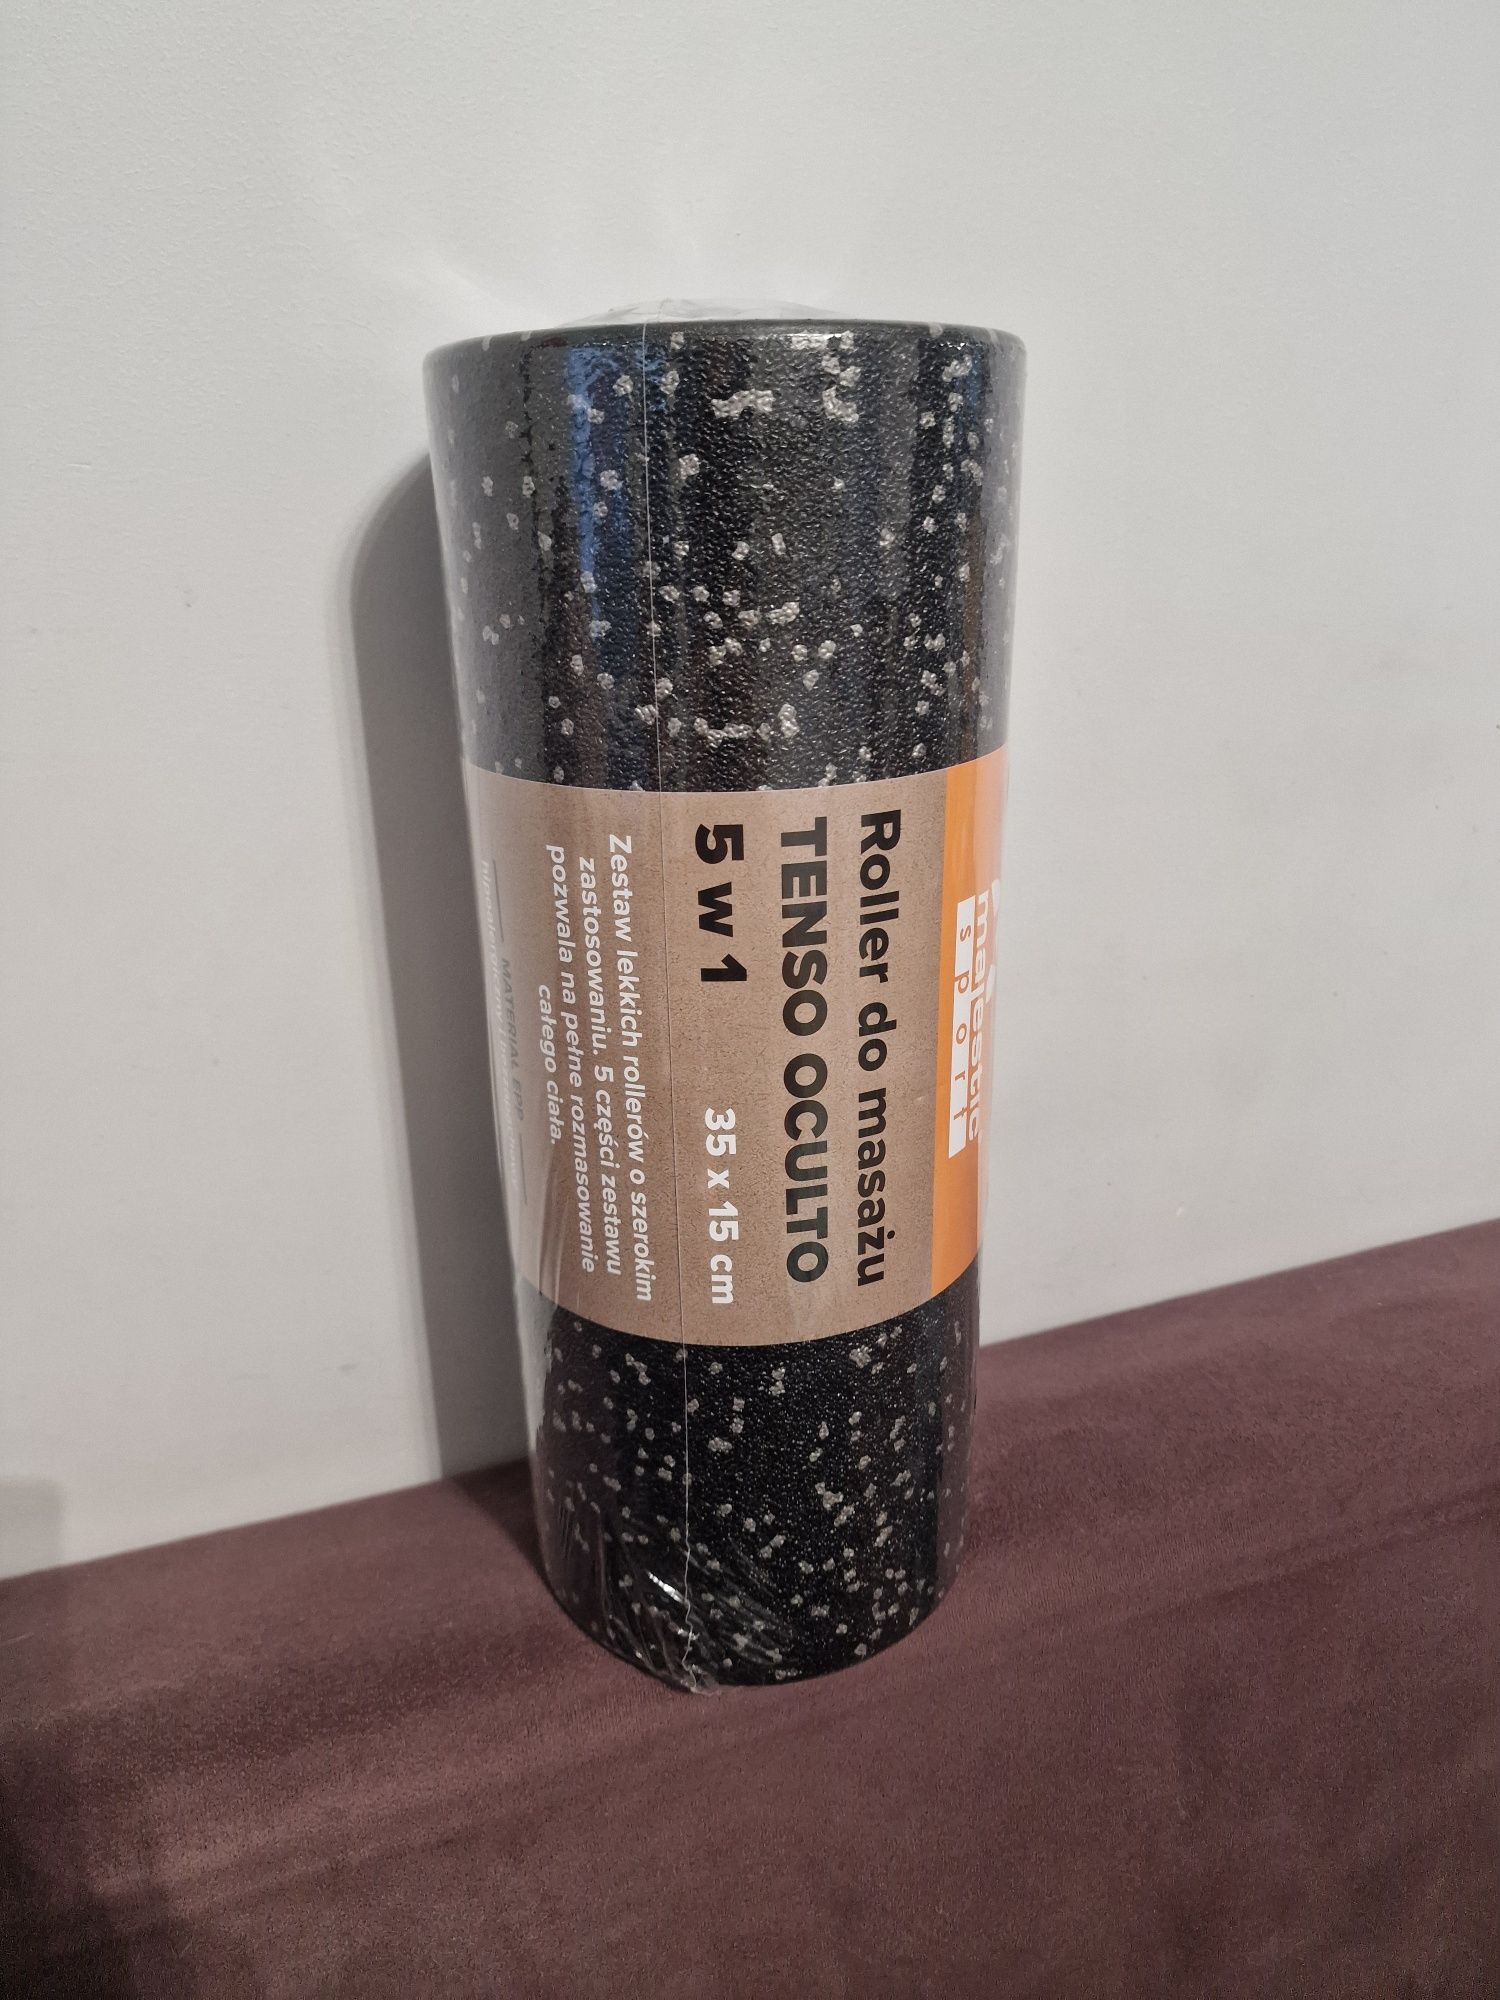 majestic
sport
Roller do masażu
TENSO OCULTO
5 w 1
35 x 15 cm
Zestaw lekkich rollerów o szerokim
zastosowaniu. 5 części zestawu
pozwala na pełne rozmasowanie
całego ciała.
MATERIAŁ EPP